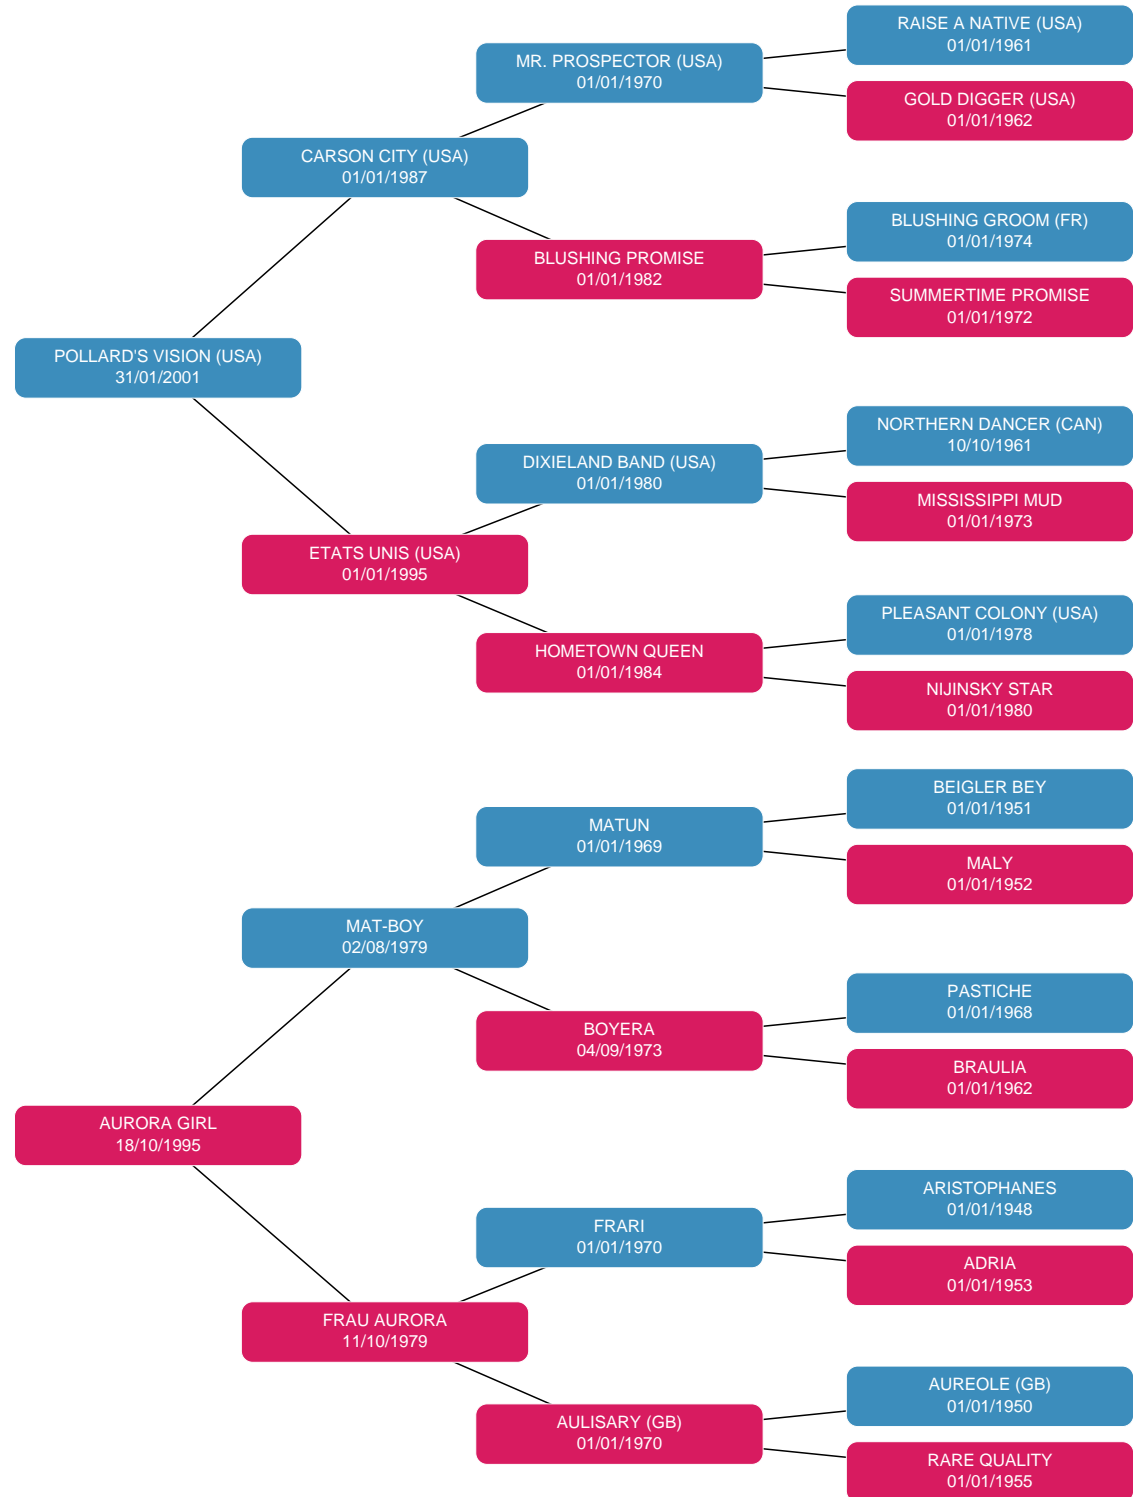 RAISE A NATIVE (USA)
01/01/1961
MR. PROSPECTOR (USA)
01/01/1970
GOLD DIGGER (USA)
01/01/1962
CARSON CITY (USA)
01/01/1987
BLUSHING GROOM (FR)
01/01/1974
BLUSHING PROMISE
01/01/1982
SUMMERTIME PROMISE
01/01/1972
POLLARD'S VISION (USA)
31/01/2001
NORTHERN DANCER (CAN)
10/10/1961
DIXIELAND BAND (USA)
01/01/1980
MISSISSIPPI MUD
01/01/1973
ETATS UNIS (USA)
01/01/1995
PLEASANT COLONY (USA)
01/01/1978
HOMETOWN QUEEN
01/01/1984
NIJINSKY STAR
01/01/1980
BEIGLER BEY
01/01/1951
MATUN
01/01/1969
MALY
01/01/1952
MAT-BOY
02/08/1979
PASTICHE
01/01/1968
BOYERA
04/09/1973
BRAULIA
01/01/1962
AURORA GIRL
18/10/1995
ARISTOPHANES
01/01/1948
FRARI
01/01/1970
ADRIA
01/01/1953
FRAU AURORA
11/10/1979
AUREOLE (GB)
01/01/1950
AULISARY (GB)
01/01/1970
RARE QUALITY
01/01/1955